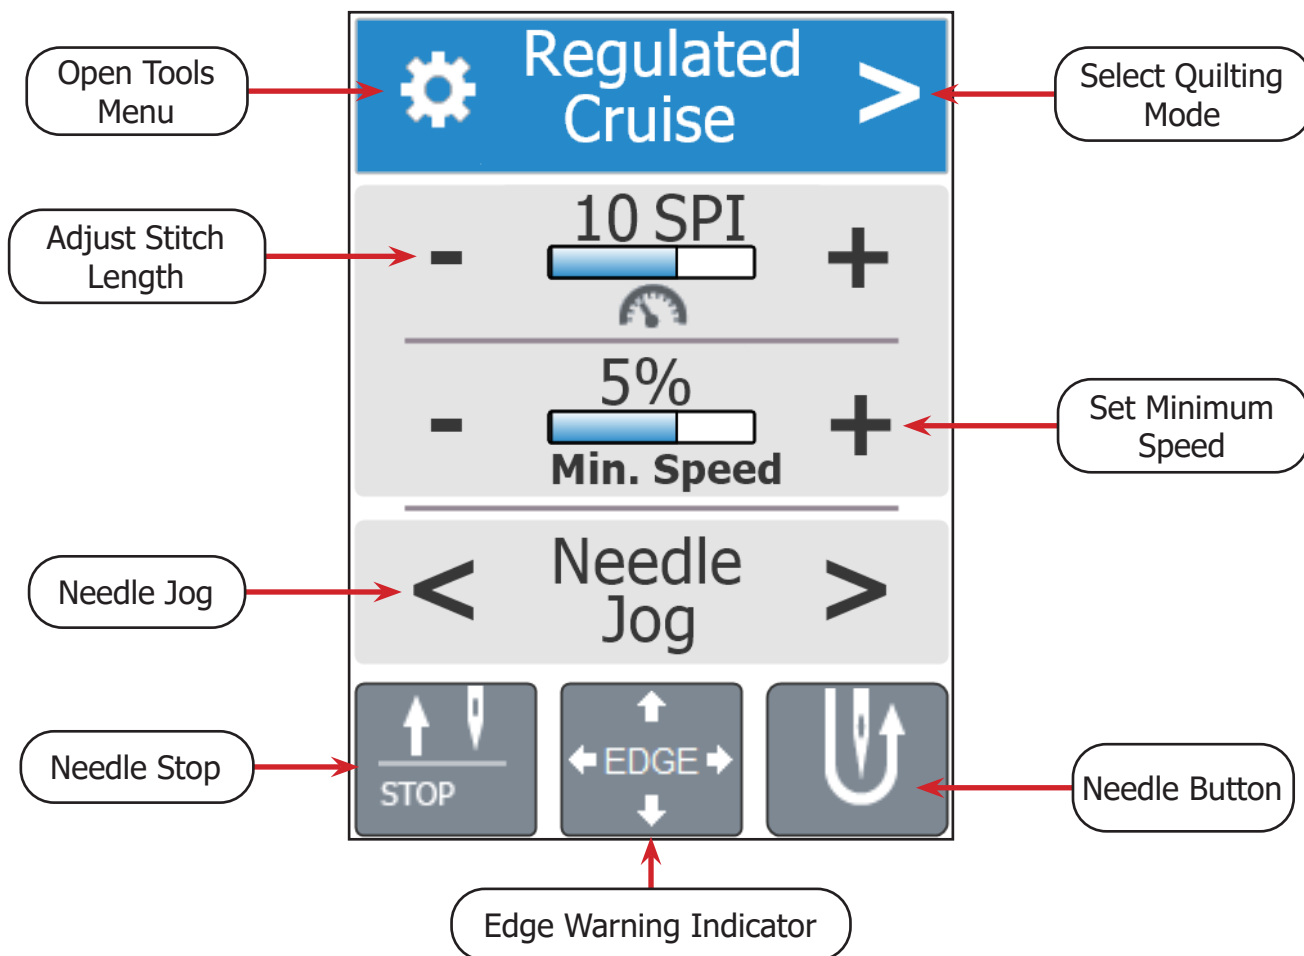 Open Tools
Menu
Regulated
Cruise
>
Select Quilting
Mode
Adjust Stitch
Length
10 SPI
-
+
5%
-
+
Min. Speed
Set Minimum
Speed
Needle Jog
<
Needle
Jog
>
Needle Stop
STOP
EDGE
Needle Button
Edge Warning Indicator